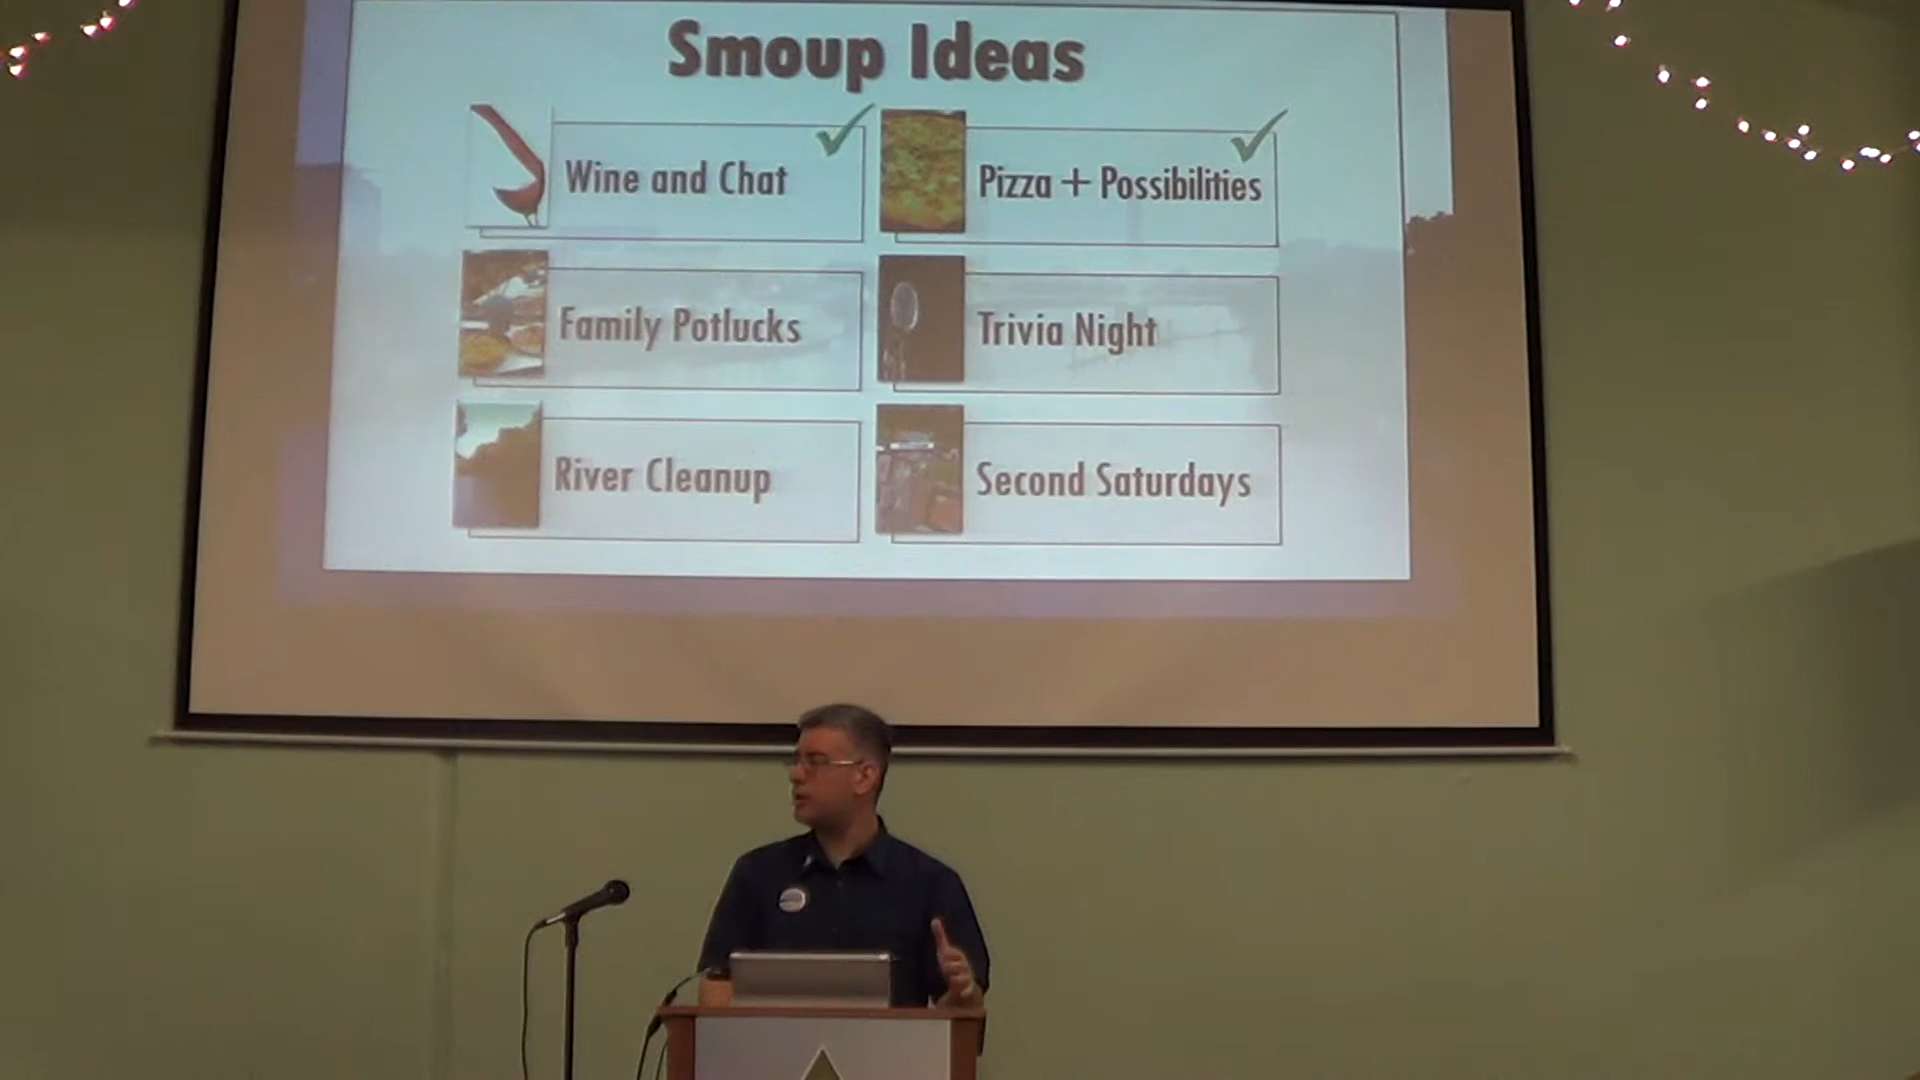 Smoup Ideas
Wine and Chat
Pizza + Possibilities
Family Potlucks
Trivia Night
River Cleanup
Second Saturdays